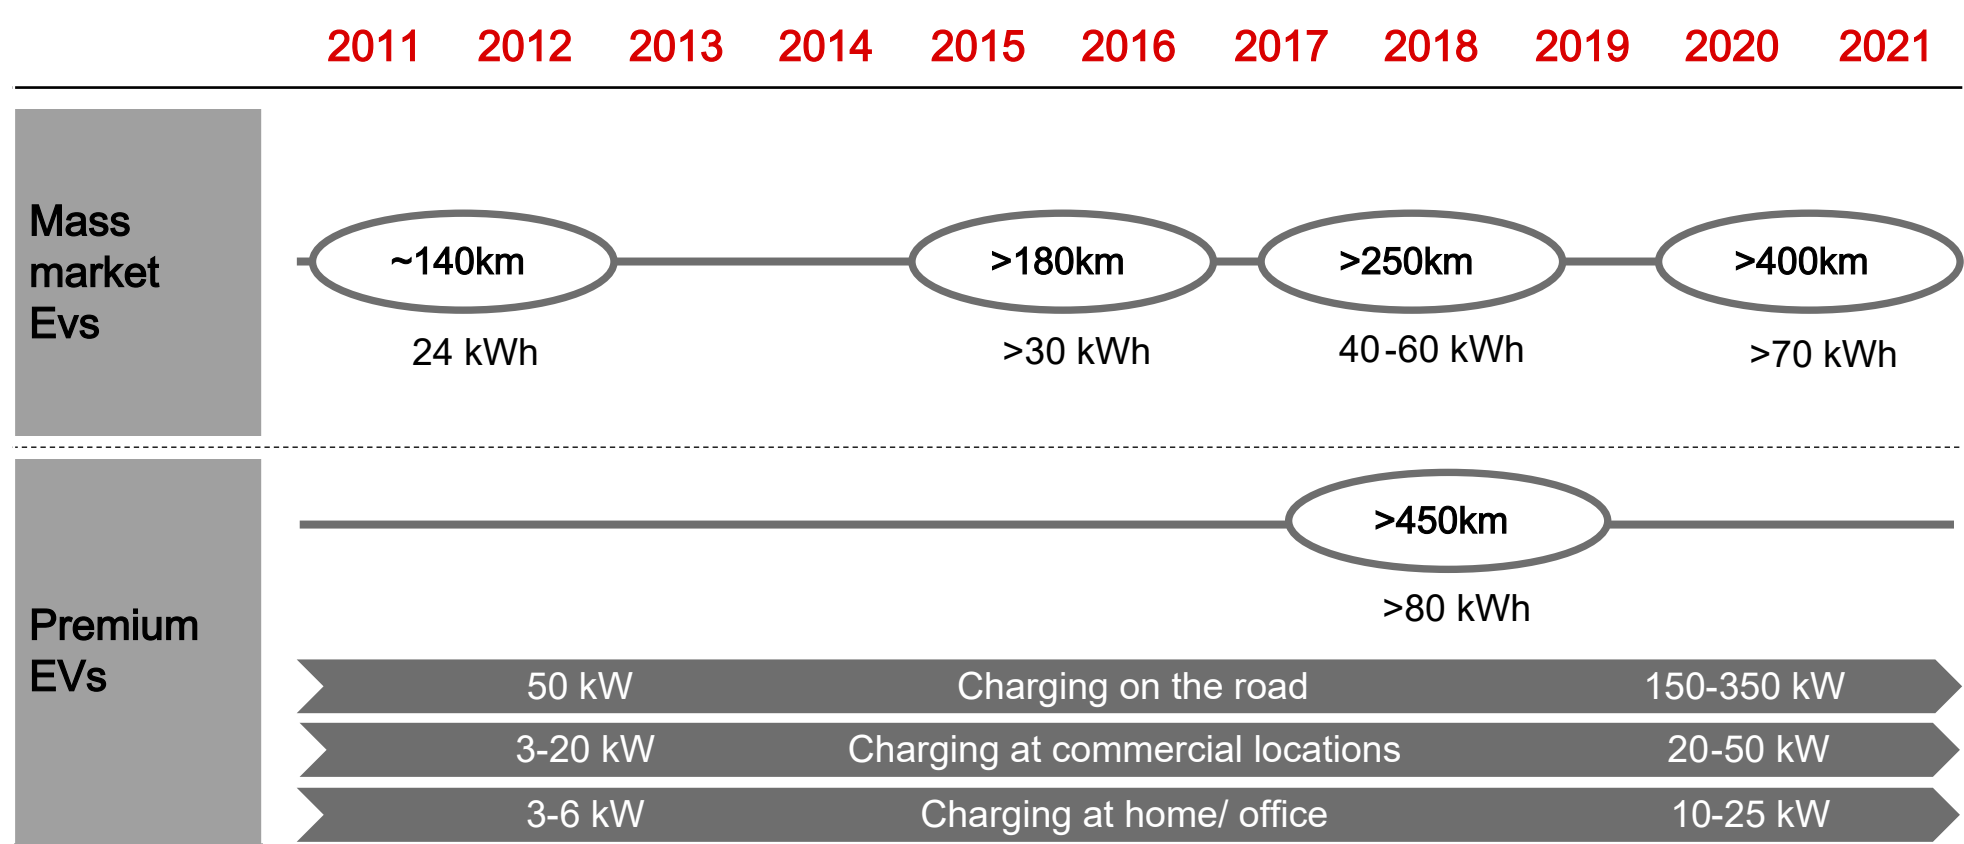 2011 2012 2013 2014 2015 2016 2017 2018 2019 2020 2021
Mass
market
Evs
~140km >180km >250km >400km
24 kWh >30 kWh 40-60 kWh >70 kWh
Premium
EVs
>450km
>80 kWh
50 kW Charging on the road 150-350 kW
3-20 kW Charging at commercial locations 20-50 kW
3-6 kW Charging at home/ office 10-25 kW